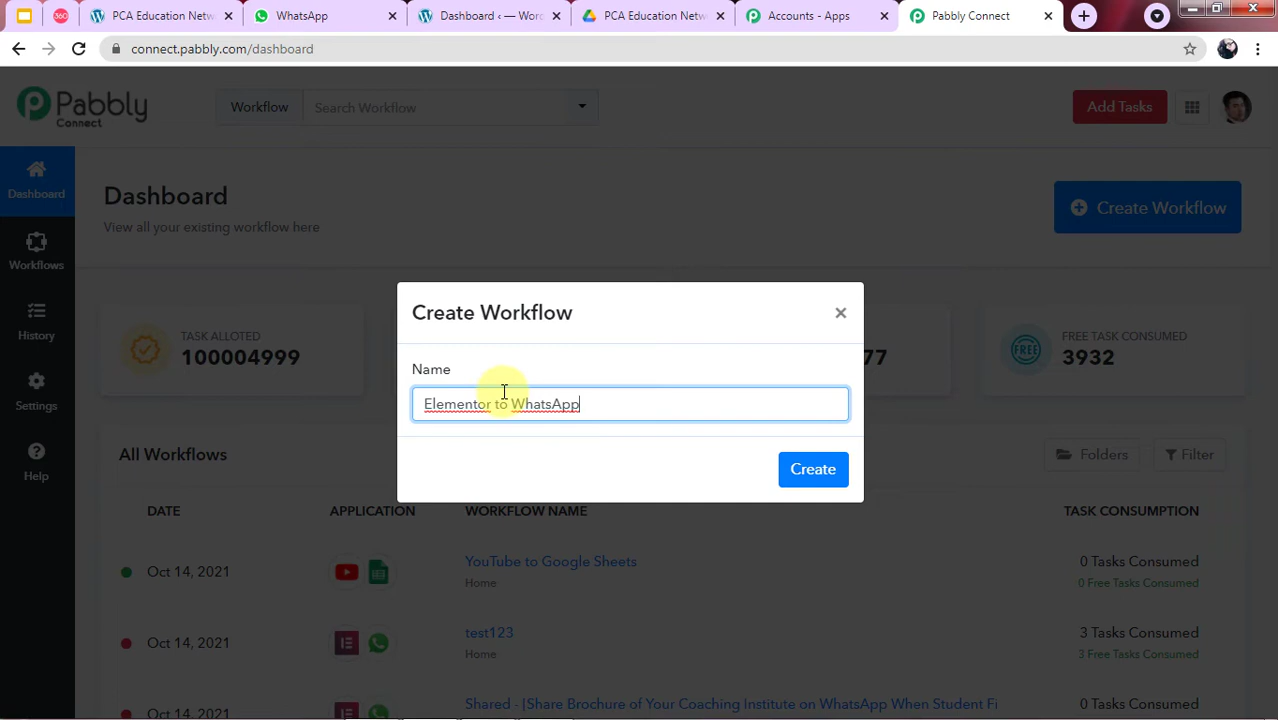 PCA Education Netw
WhatsApp
Dashboard ‹ — Worc
PCA Education Netw
Accounts - Apps
Pabbly Connect
connect.pabbly.com/dashboard
Pabbly
Connect
Workflow
Search Workflow
Add Tasks
Dashboard
Workflows
History
Settings
Help
Dashboard
View all your existing workflow here
Create Workflow
TASK ALLOTED
100004999
77
FREE
FREE TASK CONSUMED
3932
Create Workflow
×
Name
Elementor to WhatsApp
Create
All Workflows
Folders
Filter
DATE
APPLICATION
WORKFLOW NAME
TASK CONSUMPTION
Oct 14, 2021
YouTube to Google Sheets
Home
0 Tasks Consumed
0 Free Tasks Consumed
Oct 14, 2021
test123
Home
3 Tasks Consumed
3 Free Tasks Consumed
Oct 14, 2021
Shared - |Share Brochure of Your Coaching Institute on WhatsApp When Student Fi
0 Tasks Consumed